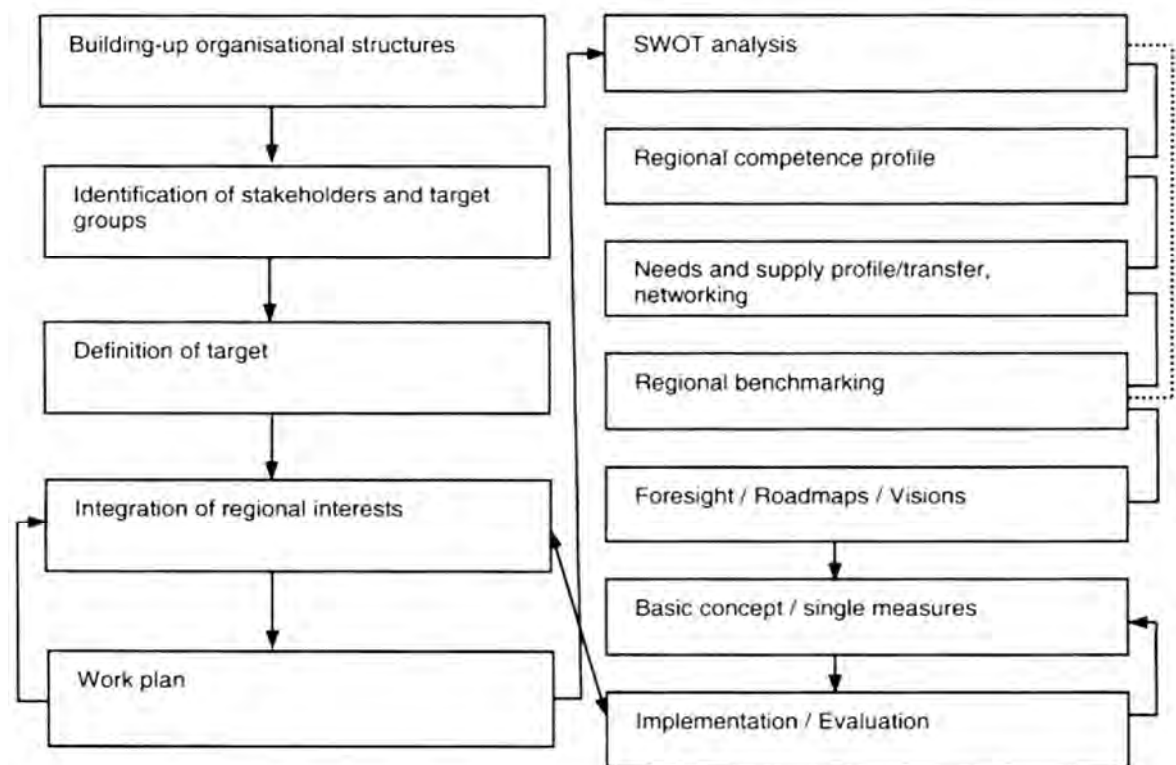 Building-up organisational structures
Identification of stakeholders and target
groups
Definition of target
Integration of regional interests
Work plan
SWOT analysis
Regional competence profile
Needs and supply profile/transfer,
networking
Regional benchmarking
Foresight / Roadmaps / Visions
Basic concept / single measures
Implementation / Evaluation